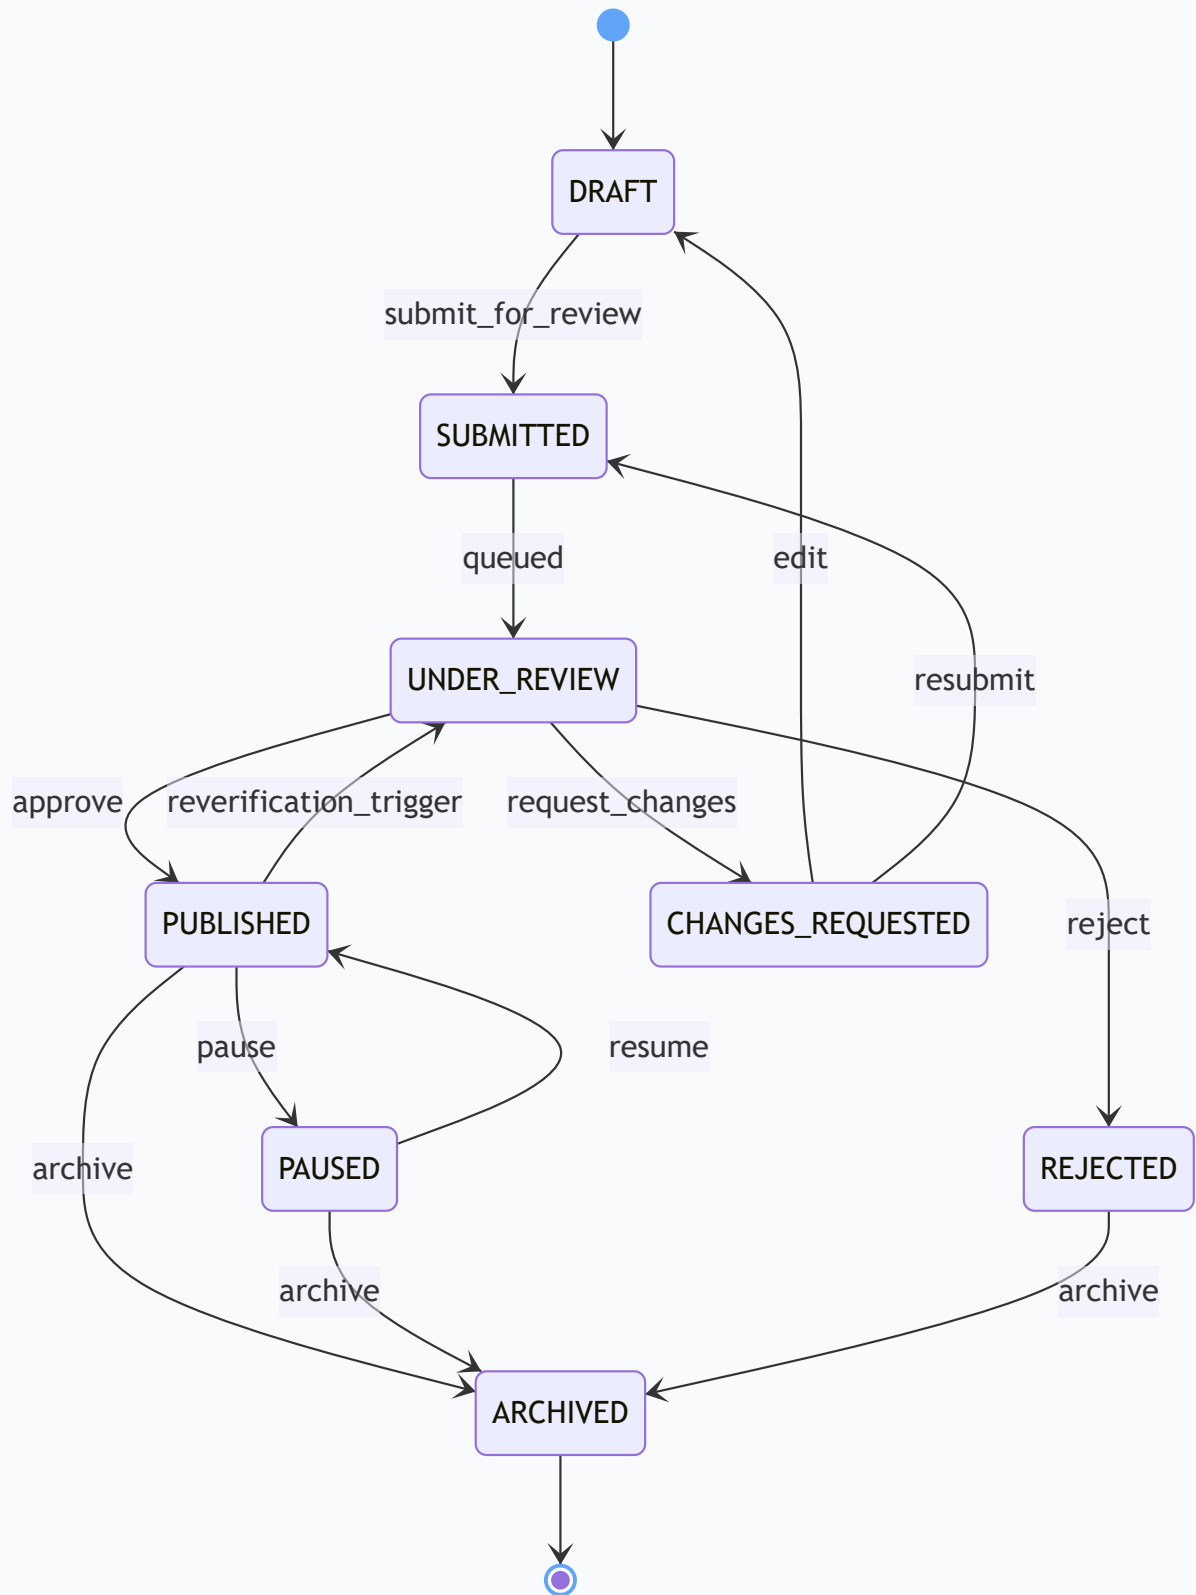 DRAFT
submit_for_review
SUBMITTED
queued
edit
UNDER_REVIEW
resubmit
approve
reverification_trigger
request_changes
PUBLISHED
CHANGES_REQUESTED
reject
pause
resume
archive
PAUSED
REJECTED
archive
archive
ARCHIVED